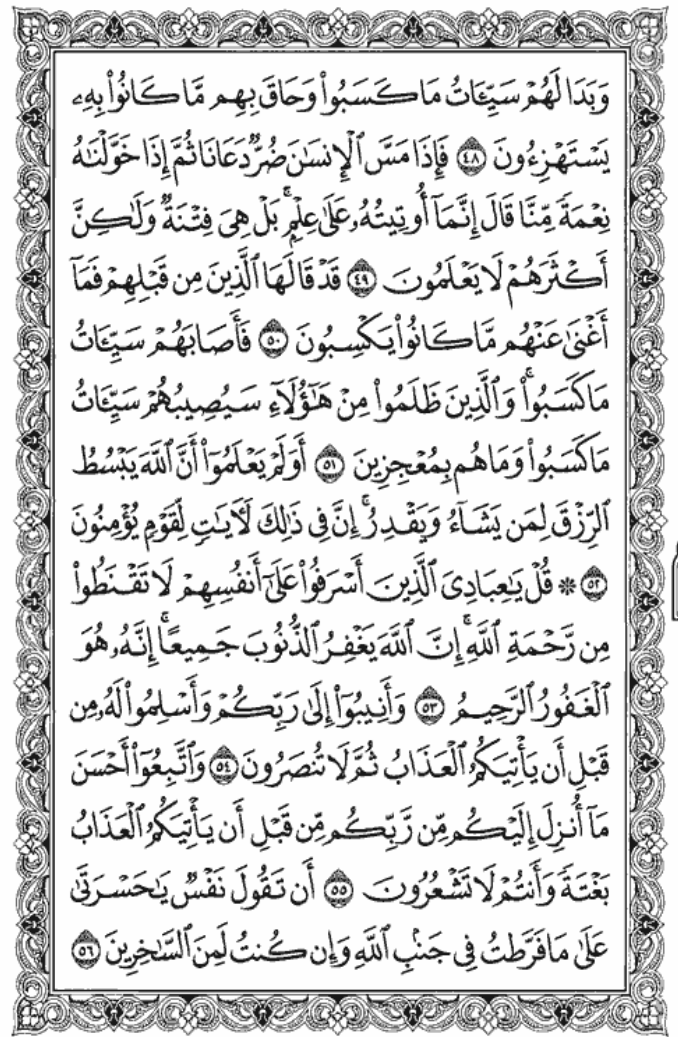 وَبَدَا لَهُمْ سَيِّـَٔاتُ مَا كَسَبُوا۟ وَحَاقَ بِهِم مَّا كَانُوا۟ بِهِۦ
يَسْتَهْزِءُونَ ٤٨ فَإِذَا مَسَّ ٱلْإِنسَٰنَ ضُرٌّ دَعَانَا ثُمَّ إِذَا خَوَّلْنَٰهُ
نِعْمَةً مِّنَّا قَالَ إِنَّمَآ أُوتِيتُهُۥ عَلَىٰ عِلْمٍۭ ۚ بَلْ هِىَ فِتْنَةٌ وَلَٰكِنَّ
أَكْثَرَهُمْ لَا يَعْلَمُونَ ٤٩ قَدْ قَالَهَا ٱلَّذِينَ مِن قَبْلِهِمْ فَمَآ
أَغْنَىٰ عَنْهُم مَّا كَانُوا۟ يَكْسِبُونَ ٥٠ فَأَصَابَهُمْ سَيِّـَٔاتُ
مَا كَسَبُوا۟ ۚ وَٱلَّذِينَ ظَلَمُوا۟ مِنْ هَٰٓؤُلَآءِ سَيُصِيبُهُمْ سَيِّـَٔاتُ
مَا كَسَبُوا۟ وَمَا هُم بِمُعْجِزِينَ ٥١ أَوَلَمْ يَعْلَمُوٓا۟ أَنَّ ٱللَّهَ يَبْسُطُ
ٱلرِّزْقَ لِمَن يَشَآءُ وَيَقْدِرُ ۚ إِنَّ فِى ذَٰلِكَ لَءَايَٰتٍ لِّقَوْمٍ يُؤْمِنُونَ
٥٢ ۞ قُلْ يَٰعِبَادِىَ ٱلَّذِينَ أَسْرَفُوا۟ عَلَىٰٓ أَنفُسِهِمْ لَا تَقْنَطُوا۟
مِن رَّحْمَةِ ٱللَّهِ ۚ إِنَّ ٱللَّهَ يَغْفِرُ ٱلذُّنُوبَ جَمِيعًا ۚ إِنَّهُۥ هُوَ
ٱلْغَفُورُ ٱلرَّحِيمُ ٥٣ وَأَنِيبُوٓا۟ إِلَىٰ رَبِّكُمْ وَأَسْلِمُوا۟ لَهُۥ مِن
قَبْلِ أَن يَأْتِيَكُمُ ٱلْعَذَابُ ثُمَّ لَا تُنصَرُونَ ٥٤ وَٱتَّبِعُوٓا۟ أَحْسَنَ
مَآ أُنزِلَ إِلَيْكُم مِّن رَّبِّكُم مِّن قَبْلِ أَن يَأْتِيَكُمُ ٱلْعَذَابُ
بَغْتَةً وَأَنتُمْ لَا تَشْعُرُونَ ٥٥ أَن تَقُولَ نَفْسٌ يَٰحَسْرَتَىٰ
عَلَىٰ مَا فَرَّطتُ فِى جَنۢبِ ٱللَّهِ وَإِن كُنتُ لَمِنَ ٱلسَّٰخِرِينَ ٥٦